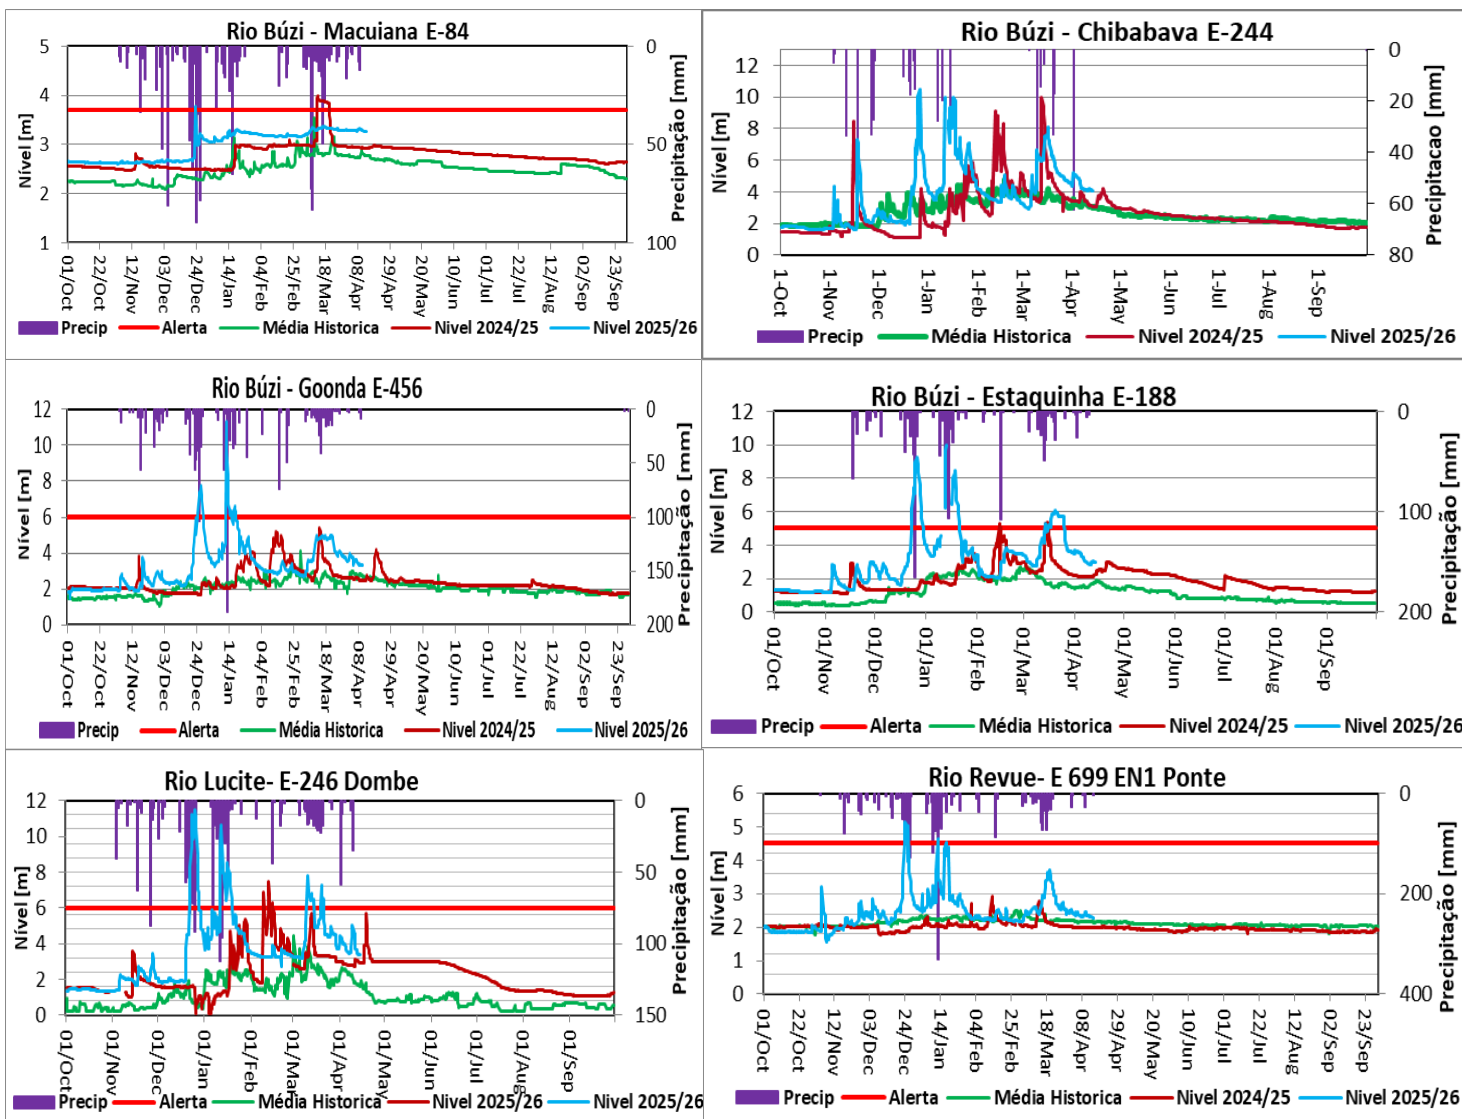 Rio Búzi - Macuiana E-84
Nível [m]
5
4
3
2
1
0
50
100
Precipitação [mm]
01/Oct
22/Oct
12/Nov
03/Dec
24/Dec
14/Jan
04/Feb
25/Feb
18/Mar
08/Apr
29/Apr
20/May
10/Jun
01/Jul
22/Jul
12/Aug
02/Sep
23/Sep
Precip Alerta Média Historica Nivel 2024/25 Nivel 2025/26
Rio Búzi - Chibabava E-244
Nível [m]
12
10
8
6
4
2
0
0
20
40
60
80
Precipitacao [mm]
1-Oct
1-Nov
1-Dec
1-Jan
1-Feb
1-Mar
1-Apr
1-May
1-Jun
1-Jul
1-Aug
1-Sep
Precip Média Historica Nivel 2024/25 Nivel 2025/26
Rio Búzi - Goonda E-456
Nível [m]
12
10
8
6
4
2
0
0
50
100
150
200
Precipitação [mm]
01/Oct
22/Oct
12/Nov
03/Dec
24/Dec
14/Jan
04/Feb
25/Feb
18/Mar
08/Apr
29/Apr
20/May
10/Jun
01/Jul
22/Jul
12/Aug
02/Sep
23/Sep
Precip Alerta Média Historica Nivel 2024/25 Nivel 2025/26
Rio Búzi - Estaquinha E-188
Nível [m]
12
10
8
6
4
2
0
0
100
200
Precipitação [mm]
01/Oct
01/Nov
01/Dec
01/Jan
01/Feb
01/Mar
01/Apr
01/May
01/Jun
01/Jul
01/Aug
01/Sep
Precip Alerta Média Historica Nivel 2024/25 Nivel 2025/26
Rio Lucite- E-246 Dombe
Nível [m]
12
10
8
6
4
2
0
0
50
100
150
Precipitação [mm]
01/Oct
01/Nov
01/Dec
01/Jan
01/Feb
01/Mar
01/Apr
01/May
01/Jun
01/Jul
01/Aug
01/Sep
Precip Alerta Média Historica Nivel 2025/26 Nivel 2025/26
Rio Revue- E 699 EN1 Ponte
Nível [m]
6
5
4
3
2
1
0
0
200
400
Precipitação [mm]
01/Oct
22/Oct
12/Nov
03/Dec
24/Dec
14/Jan
04/Feb
25/Feb
18/Mar
08/Apr
29/Apr
20/May
10/Jun
01/Jul
22/Jul
12/Aug
02/Sep
23/Sep
Precip Alerta Média Historica Nivel 2024/25 Nivel 2025/26